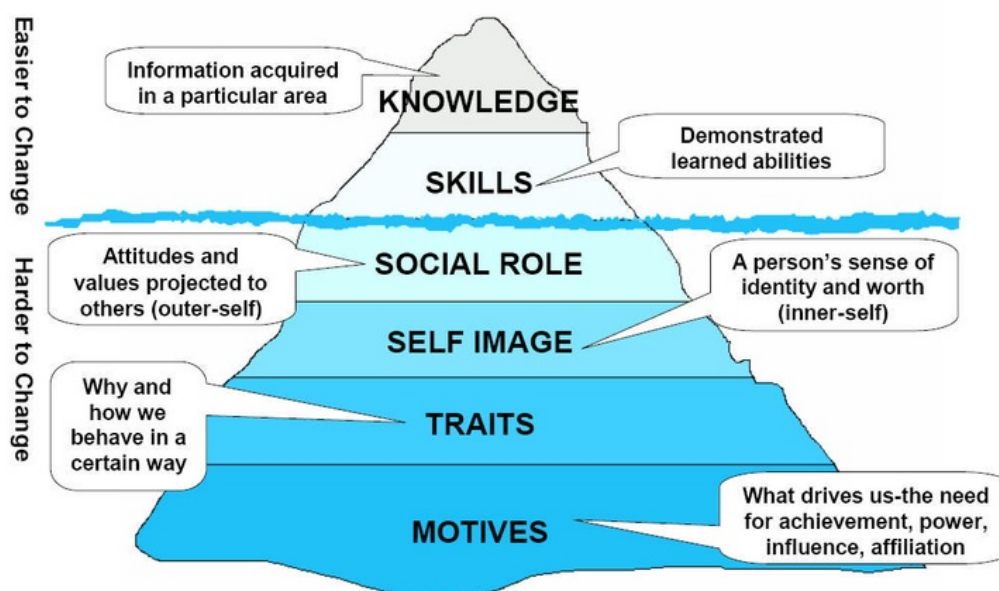 Easier to Change
Information acquired
in a particular area
KNOWLEDGE
Demonstrated
learned abilities
SKILLS
Harder to Change
Attitudes and
values projected to
others (outer-self)
SOCIAL ROLE
A person’s sense of
identity and worth
(inner-self)
SELF IMAGE
Why and
how we
behave in a
certain way
TRAITS
What drives us-the need
for achievement, power,
influence, affiliation
MOTIVES